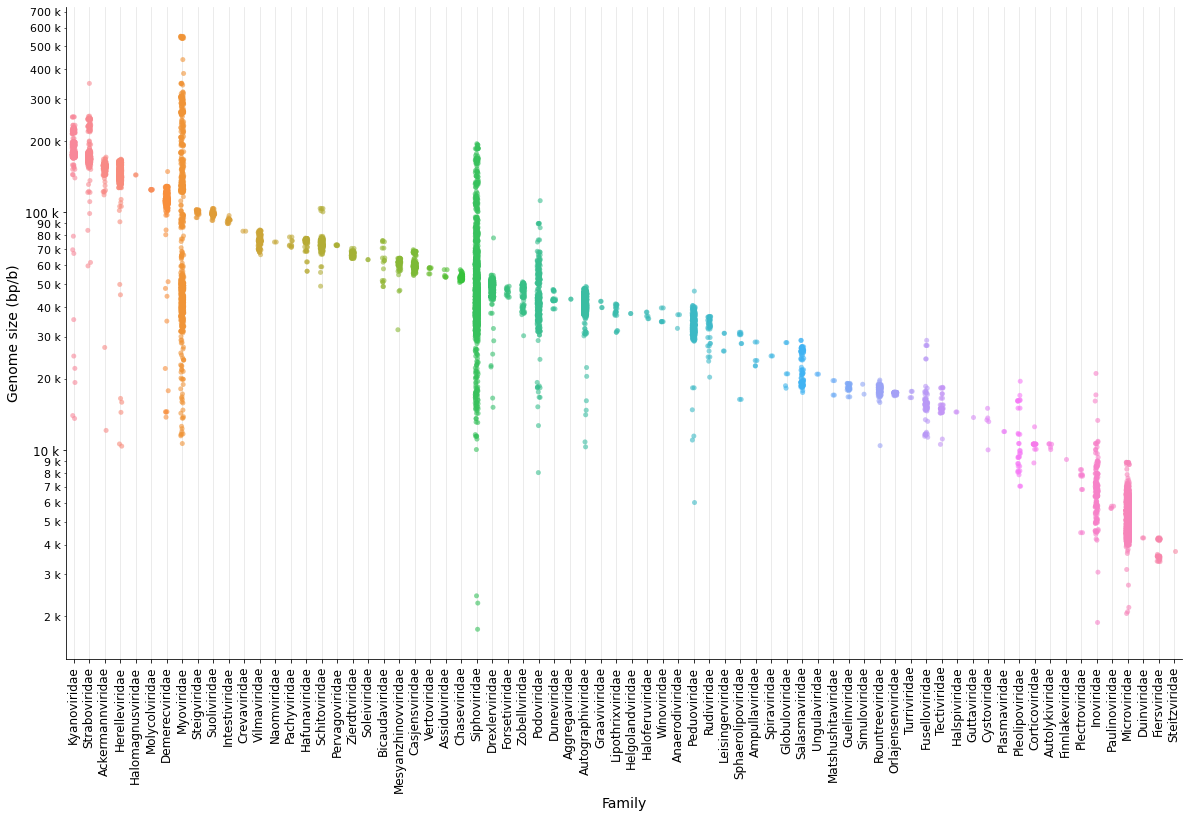 700 k
600 k
500 k
400 k
300 k
200 k
100 k
90 k
80 k
70 k
60 k
50 k
40 k
30 k
20 k
10 k
9 k
8 k
7 k
6 k
5 k
4 k
3 k
2 k
Genome size (bp/b)
Kyanoviridae
Straboviridae
Ackermannviridae
Herelleviridae
Halomagnusviridae
Molycolviridae
Demerecviridae
Myoviridae
Steigviridae
Suoliviridae
Intestiviridae
Crevaviridae
Vilmaviridae
Naomviridae
Pachyviridae
Hafunaviridae
Schitoviridae
Pervagoviridae
Zierdtviridae
Soleiviridae
Bicaudaviridae
Mesyanzhinovviridae
Casjensviridae
Vertoviridae
Assiduviridae
Chaseviridae
Siphoviridae
Drexlerviridae
Forsetiviridae
Zobellviridae
Podoviridae
Duneviridae
Aggregaviridae
Autographiviridae
Graaviviridae
Lipothrixviridae
Helgolandviridae
Haloferuviridae
Winoviridae
Anaerodiviridae
Peduoviridae
Rudiviridae
Leisingerviridae
Sphaerolipoviridae
Ampullaviridae
Spiraviridae
Globuloviridae
Salasmaviridae
Ungulaviridae
Matshushitaviridae
Guelinviridae
Simuloviridae
Rountreeviridae
Orlajensenviridae
Turriviridae
Fuselloviridae
Tectiviridae
Halspiviridae
Guttaviridae
Cystoviridae
Plasmaviridae
Pleolipoviridae
Corticoviridae
Autolykiviridae
Finnlakeviridae
Plectroviridae
Inoviridae
Paulinoviridae
Microviridae
Duinviridae
Fiersviridae
Steitzviridae
Family